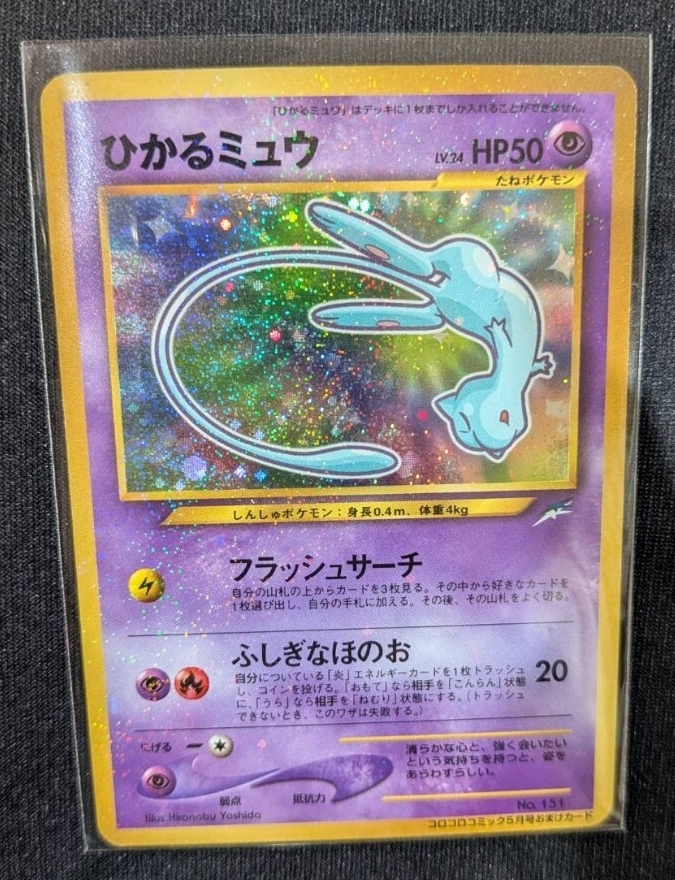 「ひかるミュウ」はデッキに1枚までしか入れることができません。
ひかるミュウ LV.24 HP50
たねポケモン
しんしゅポケモン：身長0.4m、体重4kg
フラッシュサーチ
自分の山札の上からカードを3枚見る。その中から好きなカードを
1枚選び出し、自分の手札に加える。その後、その山札をよく切る。
ふしぎなほのお
自分についている「炎」エネルギーカードを1枚トラッシュ
し、コインを投げる。「おもて」なら相手を「こんらん」状態
に、「うら」なら相手を「ねむり」状態にする。（トラッシュ
できないとき、このワザは失敗する。）
20
にげる
弱点 抵抗力
清らかな心と、強く会いたい
という気持ちを持つと、姿を
あらわすらしい。
Illus. Hironobu Yoshida
No. 151
コロコロコミック5月号おまけカード